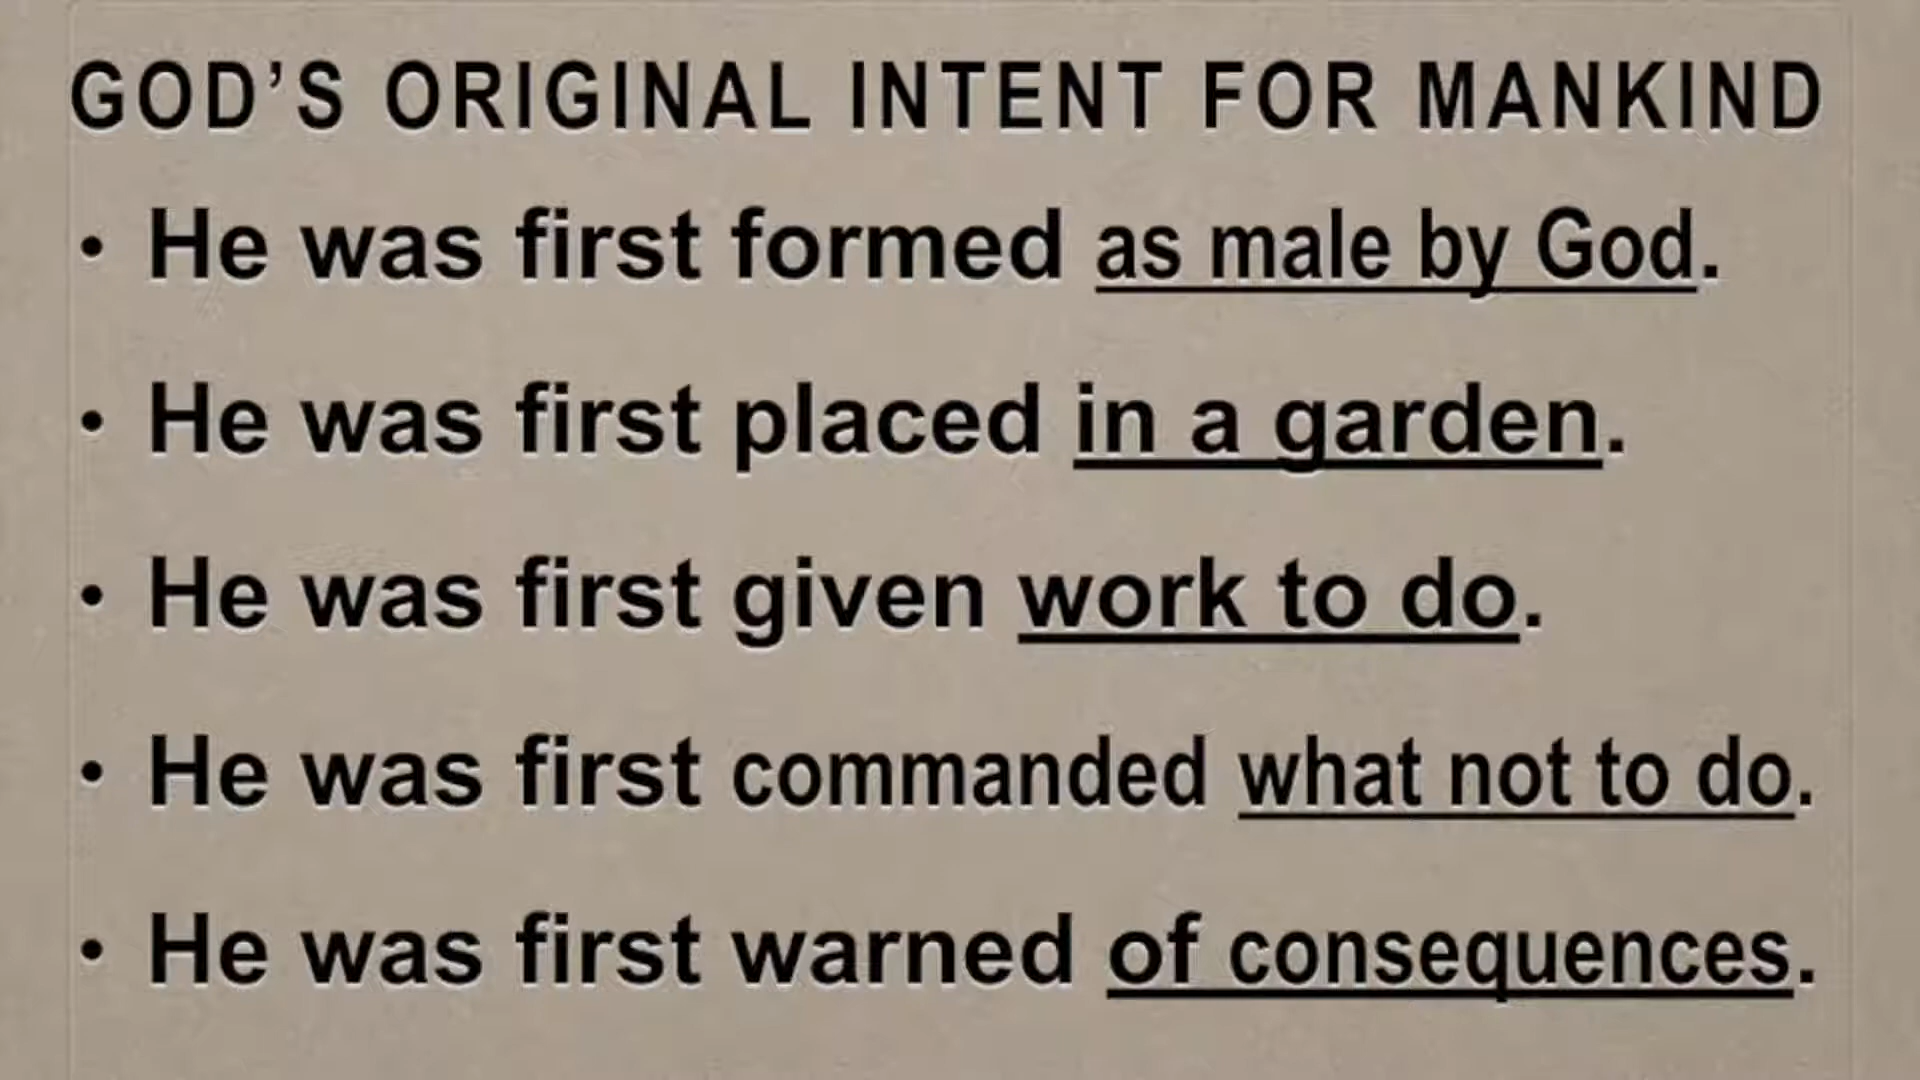 GOD’S ORIGINAL INTENT FOR MANKIND
• He was first formed as male by God.
• He was first placed in a garden.
• He was first given work to do.
• He was first commanded what not to do.
• He was first warned of consequences.